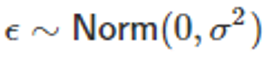 ϵ ∼ Norm(0, σ²)